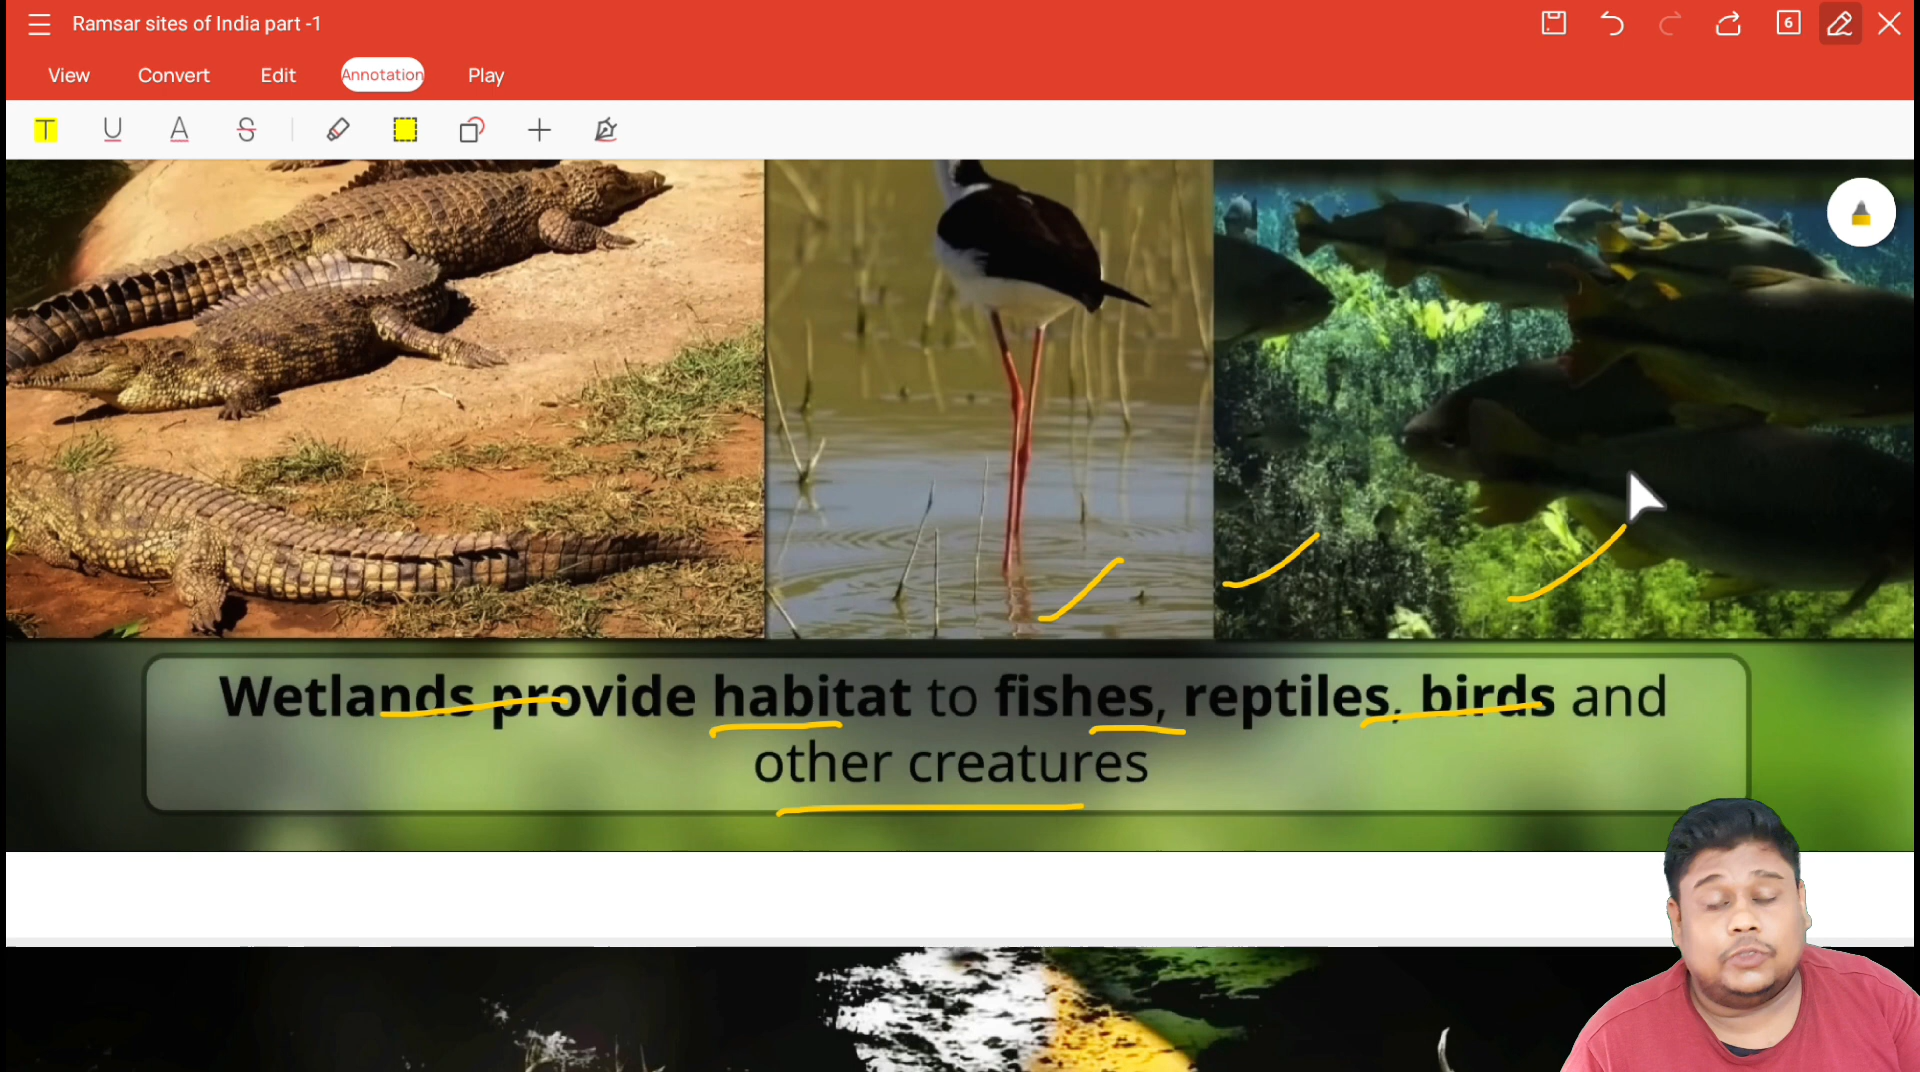 Ramsar sites of India part -1
6
View Convert Edit Annotation Play
T U A S
Wetlands provide habitat to fishes, reptiles, birds and
other creatures